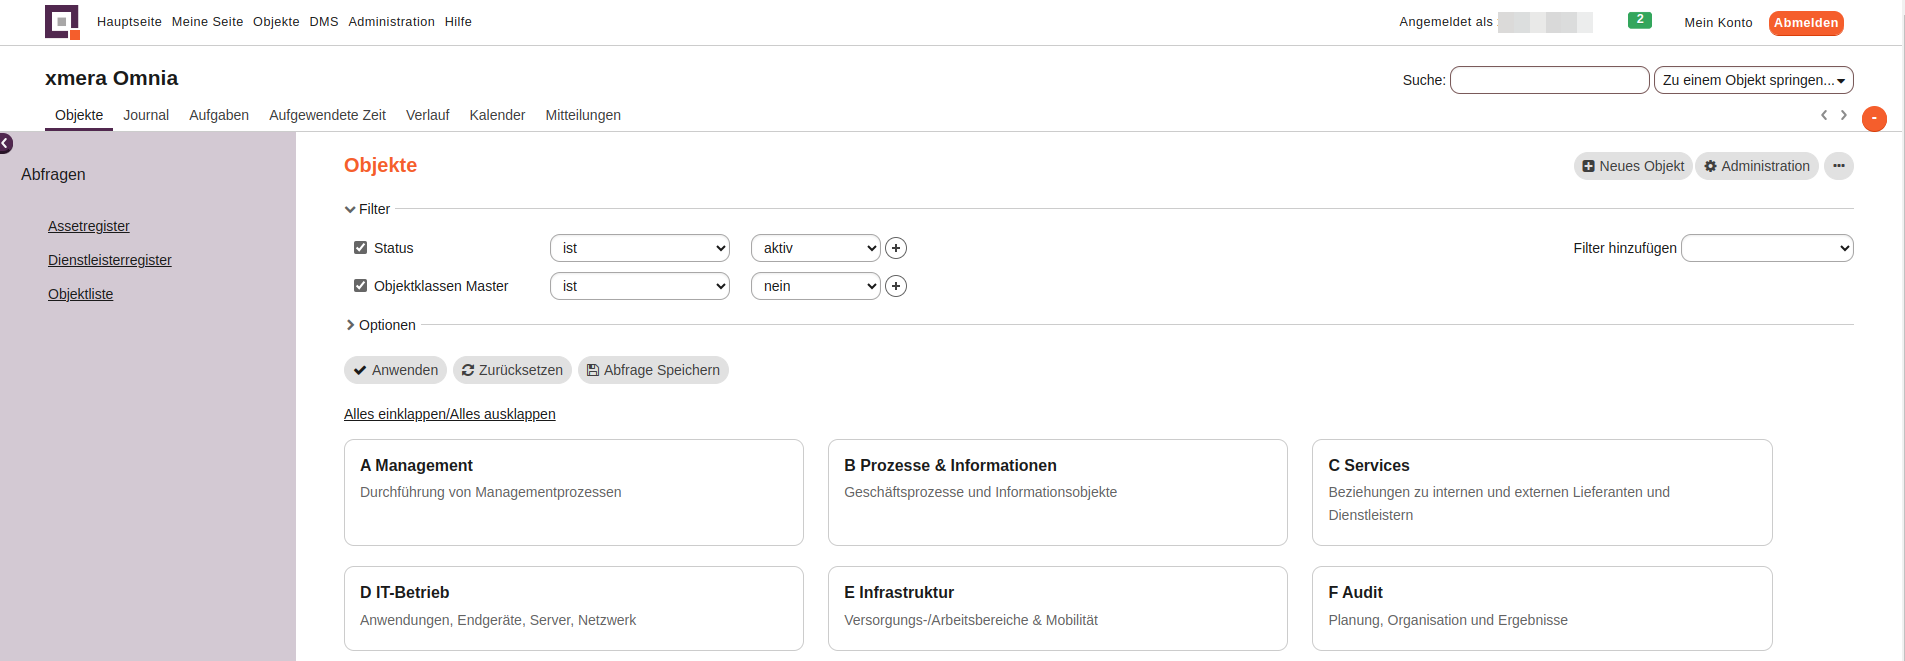 Hauptseite Meine Seite Objekte DMS Administration Hilfe
Angemeldet als
2
Mein Konto
Abmelden
xmera Omnia
Suche:
Zu einem Objekt springen...
Objekte Journal Aufgaben Aufgewendete Zeit Verlauf Kalender Mitteilungen
-
Abfragen
Assetregister
Dienstleisterregister
Objektliste
Objekte
Neues Objekt
Administration
Filter
Status ist aktiv
Filter hinzufügen
Objektklassen Master ist nein
Optionen
Anwenden Zurücksetzen Abfrage Speichern
Alles einklappen/Alles ausklappen
A Management
Durchführung von Managementprozessen
B Prozesse & Informationen
Geschäftsprozesse und Informationsobjekte
C Services
Beziehungen zu internen und externen Lieferanten und
Dienstleistern
D IT-Betrieb
Anwendungen, Endgeräte, Server, Netzwerk
E Infrastruktur
Versorgungs-/Arbeitsbereiche & Mobilität
F Audit
Planung, Organisation und Ergebnisse